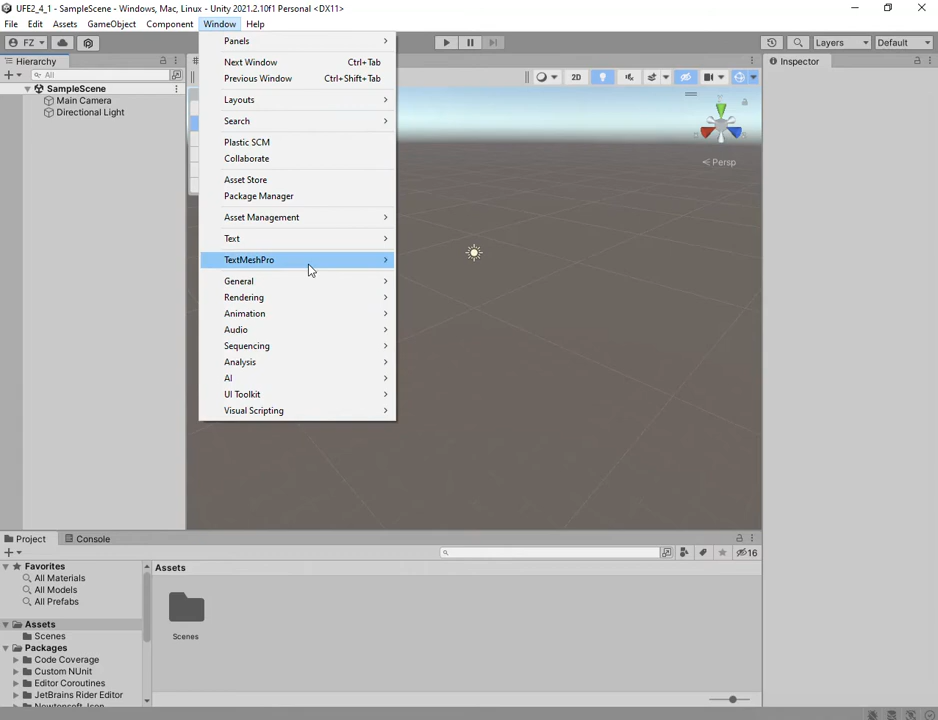 UFE2_4_1 - SampleScene - Windows, Mac, Linux - Unity 2021.2.10f1 Personal <DX11>
File Edit Assets GameObject Component Window Help
FZ Layers Default
Hierarchy
All
SampleScene
Main Camera
Directional Light
Panels
Next Window Ctrl+Tab
Previous Window Ctrl+Shift+Tab
Layouts
Search
Plastic SCM
Collaborate
Asset Store
Package Manager
Asset Management
Text
TextMeshPro
General
Rendering
Animation
Audio
Sequencing
Analysis
AI
UI Toolkit
Visual Scripting
2D
Persp
Inspector
Project Console
16
Favorites
All Materials
All Models
All Prefabs
Assets
Scenes
Packages
Code Coverage
Custom NUnit
Editor Coroutines
JetBrains Rider Editor
Newtonsoft Json
Assets
Scenes